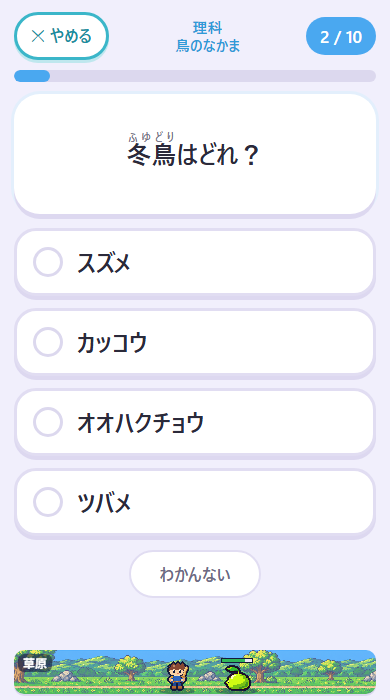 × やめる
理科
鳥のなかま
2 / 10
ふゆどり
冬鳥はどれ？
スズメ
カッコウ
オオハクチョウ
ツバメ
わかんない
草原